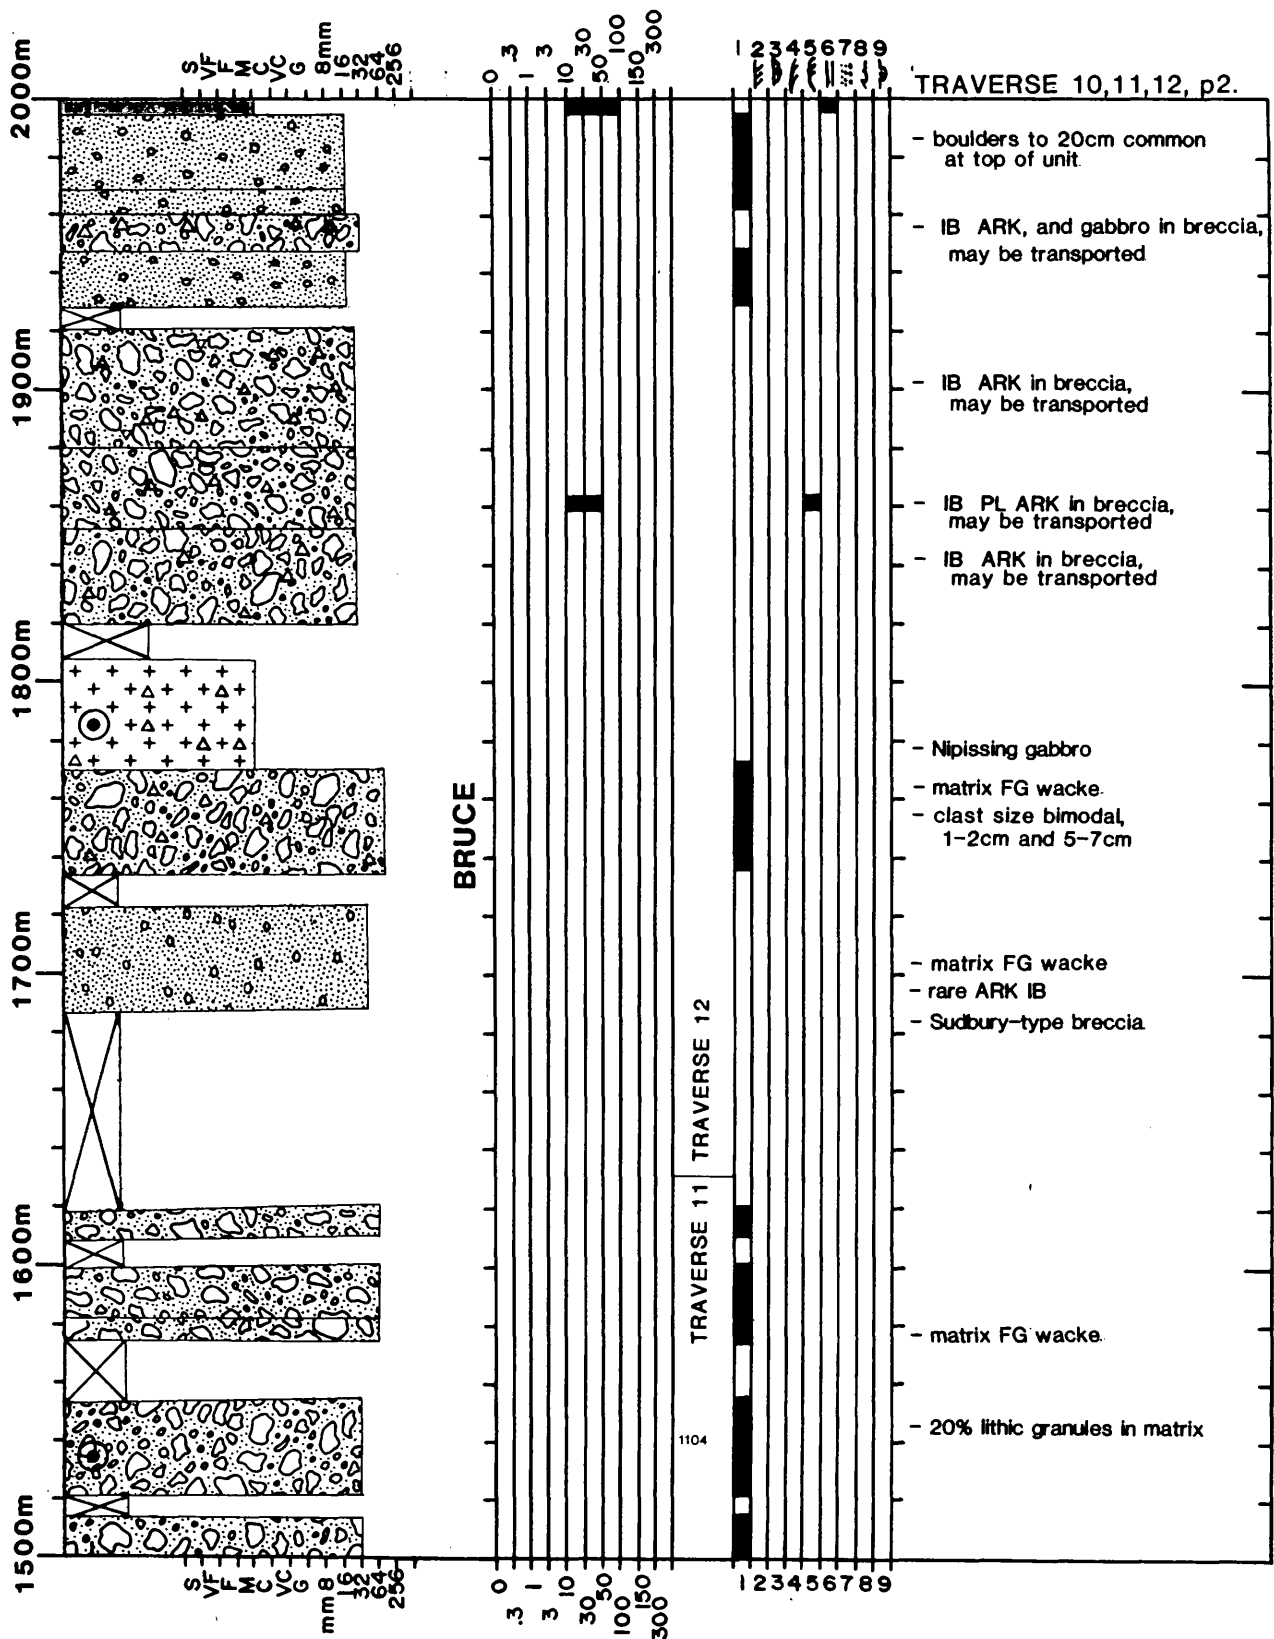 S VF F M C VC G 8mm 16 32 64 256
0 .3 1 3 10 30 50 100 150 300
1 2 3 4 5 6 7 8 9
TRAVERSE 10,11,12, p2.
2000m
- boulders to 20cm common
at top of unit.
- IB ARK, and gabbro in breccia,
may be transported
1900m
- IB ARK in breccia,
may be transported
- IB PL ARK in breccia,
may be transported
- IB ARK in breccia,
may be transported
1800m
- Nipissing gabbro
- matrix FG wacke.
- clast size bimodal,
1-2cm and 5-7cm
BRUCE
1700m
- matrix FG wacke
- rare ARK IB
- Sudbury-type breccia
TRAVERSE 12
TRAVERSE 11
1600m
- matrix FG wacke.
- 20% lithic granules in matrix
1104
1500m
S VF F M C VC G mm 8 16 32 64 256
0 .3 1 3 10 30 50 100 150 300
1 2 3 4 5 6 7 8 9